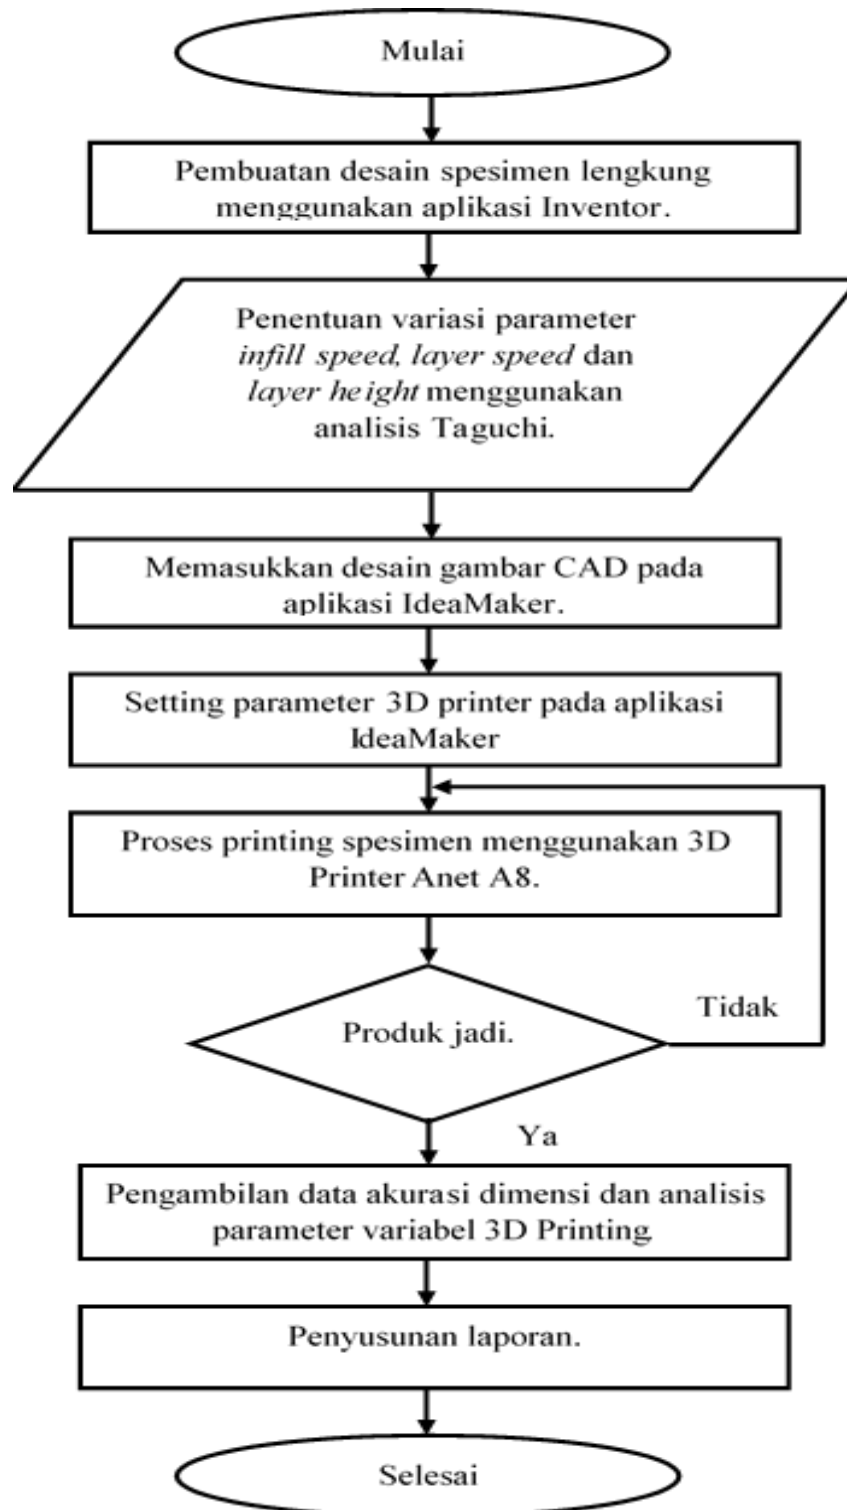 Mulai
Pembuatan desain spesimen lengkung
menggunakan aplikasi Inventor.
Penentuan variasi parameter
infill speed, layer speed dan
layer height menggunakan
analisis Taguchi.
Memasukkan desain gambar CAD pada
aplikasi IdeaMaker.
Setting parameter 3D printer pada aplikasi
IdeaMaker
Proses printing spesimen menggunakan 3D
Printer Anet A8.
Produk jadi.
Tidak
Ya
Pengambilan data akurasi dimensi dan analisis
parameter variabel 3D Printing
Penyusunan laporan.
Selesai